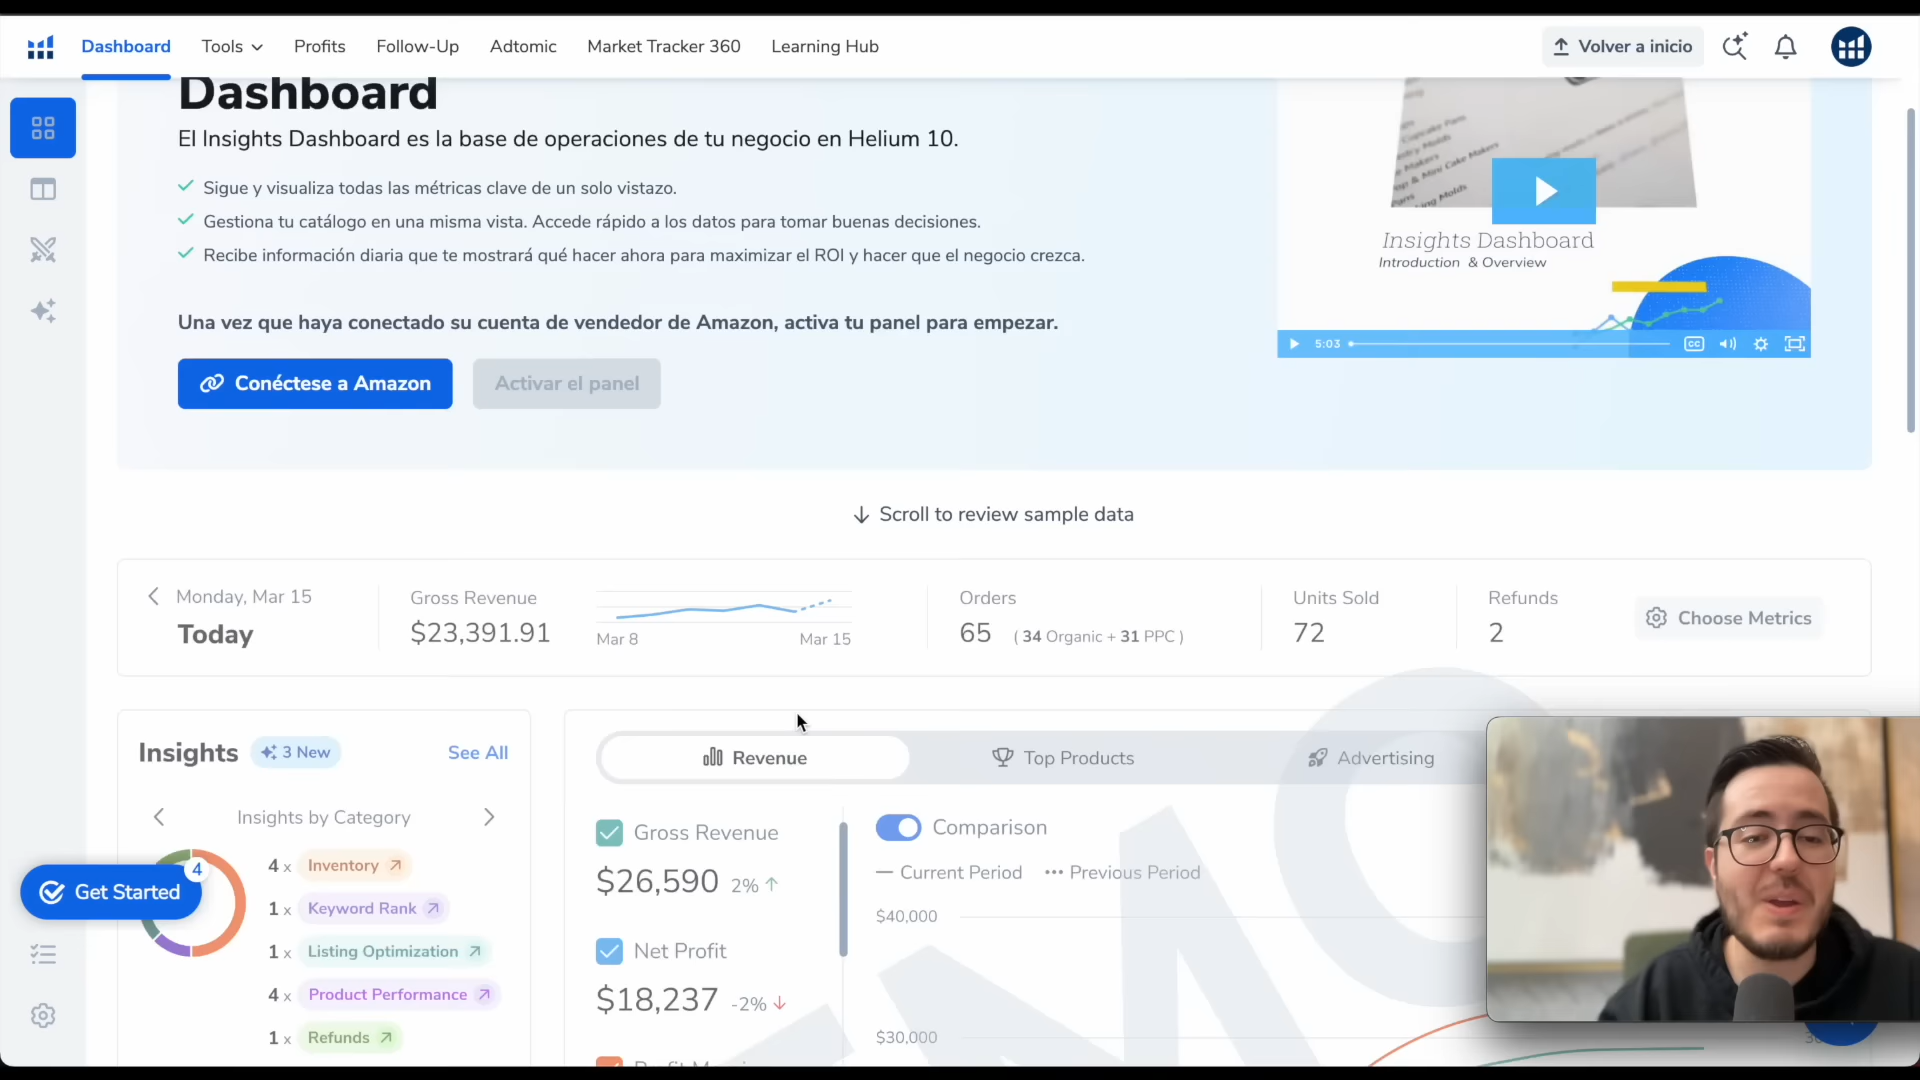 Dashboard
Tools
Profits
Follow-Up
Adtomic
Market Tracker 360
Learning Hub
Volver a inicio
Dashboard
El Insights Dashboard es la base de operaciones de tu negocio en Helium 10.
Sigue y visualiza todas las métricas clave de un solo vistazo.
Gestiona tu catálogo en una misma vista. Accede rápido a los datos para tomar buenas decisiones.
Recibe información diaria que te mostrará qué hacer ahora para maximizar el ROI y hacer que el negocio crezca.
Una vez que haya conectado su cuenta de vendedor de Amazon, activa tu panel para empezar.
Conéctese a Amazon
Activar el panel
Cupcake Pans
& Mini Cake Makers
Molds
Insights Dashboard
Introduction & Overview
5:03
CC
Scroll to review sample data
Monday, Mar 15
Today
Gross Revenue
$23,391.91
Mar 8
Mar 15
Orders
65 ( 34 Organic + 31 PPC )
Units Sold
72
Refunds
2
Choose Metrics
Insights
3 New
See All
Insights by Category
4 x Inventory
1 x Keyword Rank
1 x Listing Optimization
4 x Product Performance
1 x Refunds
4
Get Started
Revenue
Top Products
Advertising
Gross Revenue
$26,590 2%
Net Profit
$18,237 -2%
Comparison
Current Period
Previous Period
$40,000
$30,000